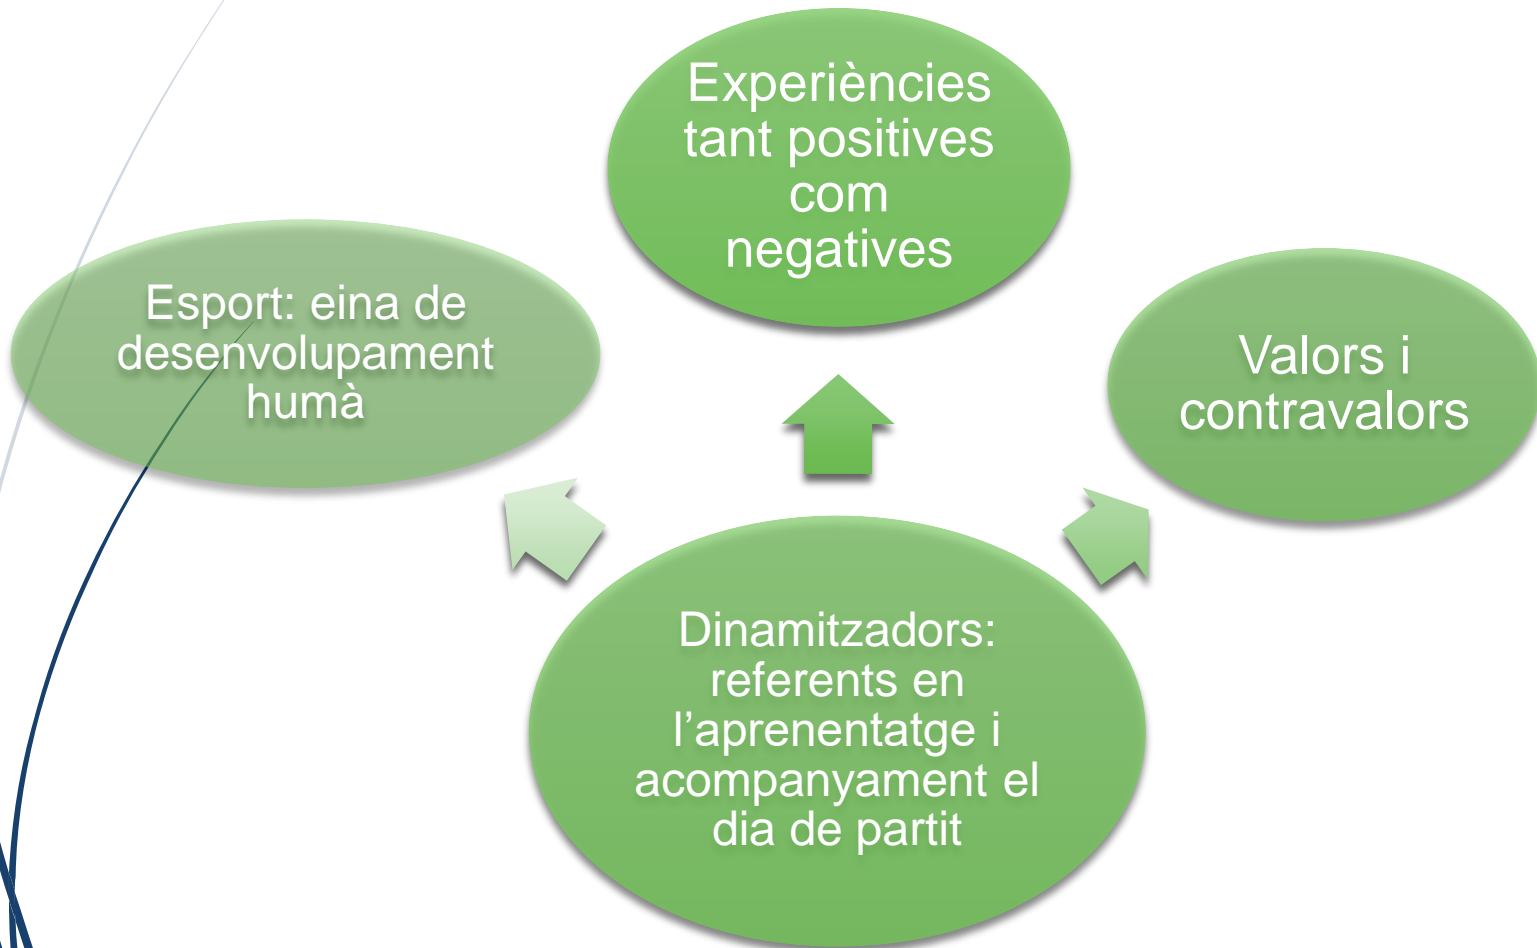 Experiències
tant positives
com
negatives
Esport: eina de
desenvolupament
humà
Valors i
contravalors
Dinamitzadors:
referents en
l’aprenentatge i
acompanyament el
dia de partit